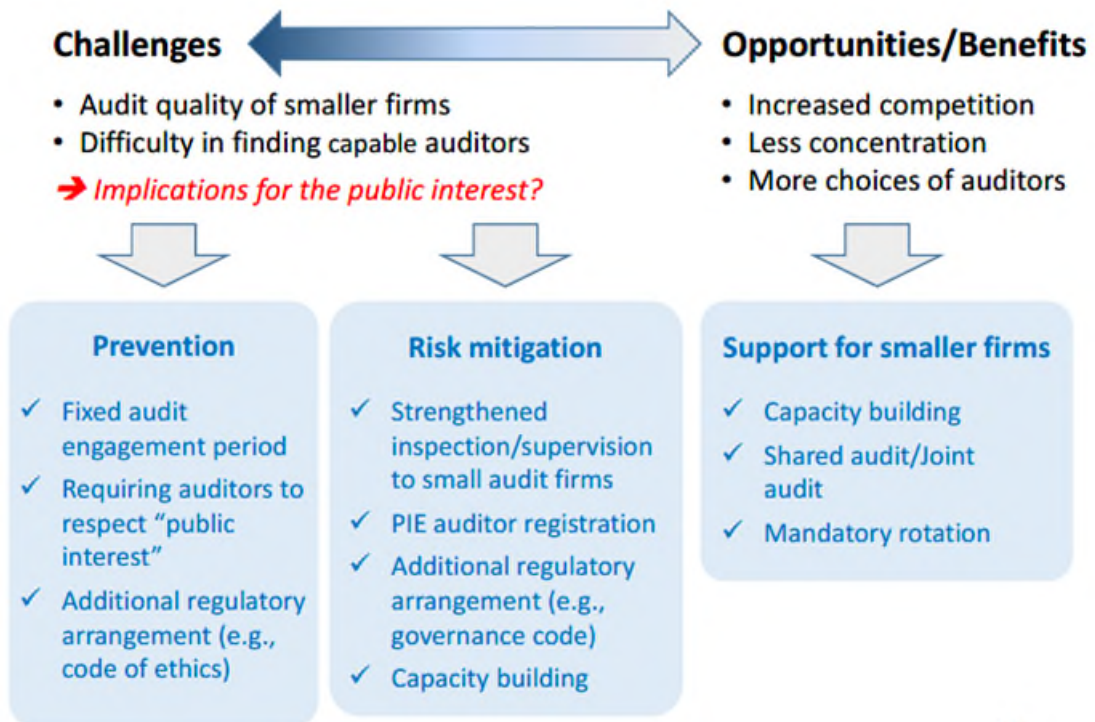 Challenges
• Audit quality of smaller firms
• Difficulty in finding capable auditors
➔ Implications for the public interest?
Opportunities/Benefits
• Increased competition
• Less concentration
• More choices of auditors
Prevention
✓ Fixed audit
engagement period
✓ Requiring auditors to
respect “public
interest”
✓ Additional regulatory
arrangement (e.g.,
code of ethics)
Risk mitigation
✓ Strengthened
inspection/supervision
to small audit firms
✓ PIE auditor registration
✓ Additional regulatory
arrangement (e.g.,
governance code)
✓ Capacity building
Support for smaller firms
✓ Capacity building
✓ Shared audit/Joint
audit
✓ Mandatory rotation